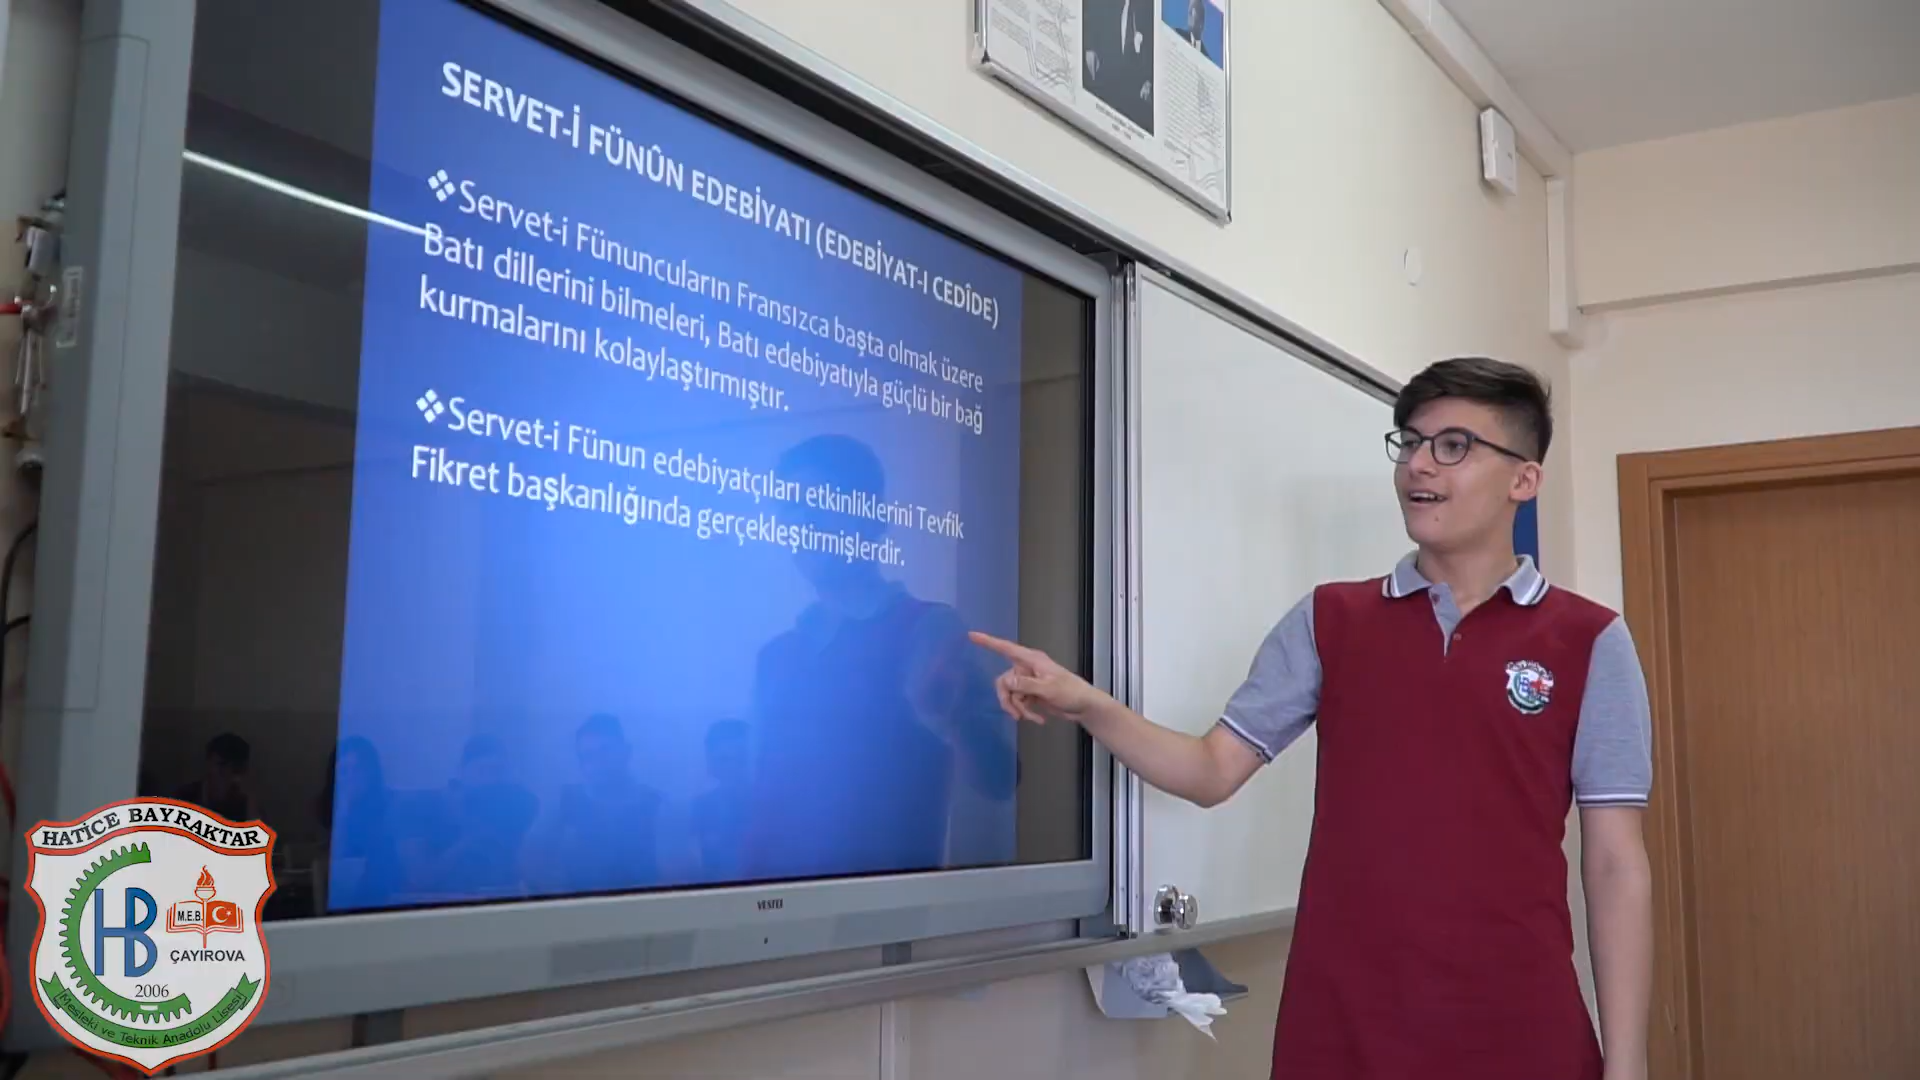 SERVET-İ FÜNÛN EDEBİYATI (EDEBİYAT-I CEDÎDE)
❖Servet-i Fünuncuların Fransızca başta olmak üzere
Batı dillerini bilmeleri, Batı edebiyatıyla güçlü bir bağ
kurmalarını kolaylaştırmıştır.
❖Servet-i Fünun edebiyatçıları etkinliklerini Tevfik
Fikret başkanlığında gerçekleştirmişlerdir.
VESTEL
HATİCE BAYRAKTAR
HB
M.E.B.
ÇAYIROVA
2006
Mesleki ve Teknik Anadolu Lisesi